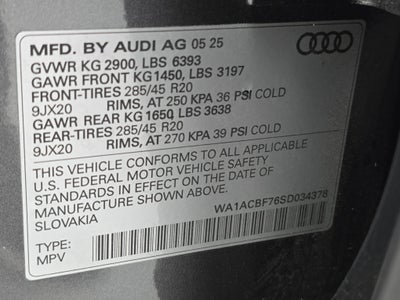 MFD. BY AUDI AG 05 25
GVWR KG 2900, LBS 6393
GAWR FRONT KG1450, LBS 3197
FRONT-TIRES 285/45 R20
9JX20 RIMS, AT 250 KPA 36 PSI COLD
GAWR REAR KG 1650, LBS 3638
REAR-TIRES 285/45 R20
9JX20 RIMS, AT 270 KPA 39 PSI COLD
THIS VEHICLE CONFORMS TO ALL APPLICABLE
U.S. FEDERAL MOTOR VEHICLE SAFETY
STANDARDS IN EFFECT ON THE DATE OF
MANUFACTURE SHOWN ABOVE.
SLOVAKIA WA1ACBF76SD034378
TYPE:
MPV